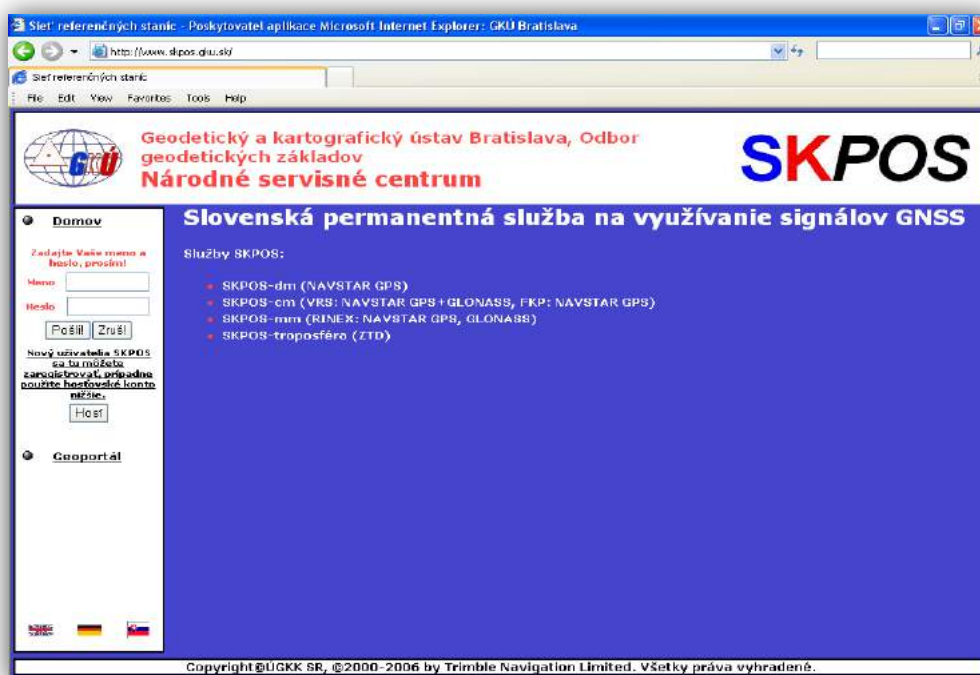 Sieť referenčných staníc - Poskytovatel aplikace Microsoft Internet Explorer: GKÚ Bratislava
http://www.skpos.gku.sk/
Sieť referenčných staníc
File Edit View Favorites Tools Help
GKÚ
Geodetický a kartografický ústav Bratislava, Odbor
geodetických základov
Národné servisné centrum
SKPOS
Domov
Zadajte Vaše meno a
heslo, prosím!
Meno
Heslo
Pošli! Zruš!
Nový užívatelia SKPOS
sa tu môžete
zaregistrovať, prípadne
použite hosťovské konto
nižšie.
Hosť
Geoportál
Slovenská permanentná služba na využívanie signálov GNSS
Služby SKPOS:
SKPOS-dm (NAVSTAR GPS)
SKPOS-cm (VRS: NAVSTAR GPS+GLONASS, FKP: NAVSTAR GPS)
SKPOS-mm (RINEX: NAVSTAR GPS, GLONASS)
SKPOS-troposféra (ZTD)
Copyright©ÚGKK SR, ©2000-2006 by Trimble Navigation Limited. Všetky práva vyhradené.